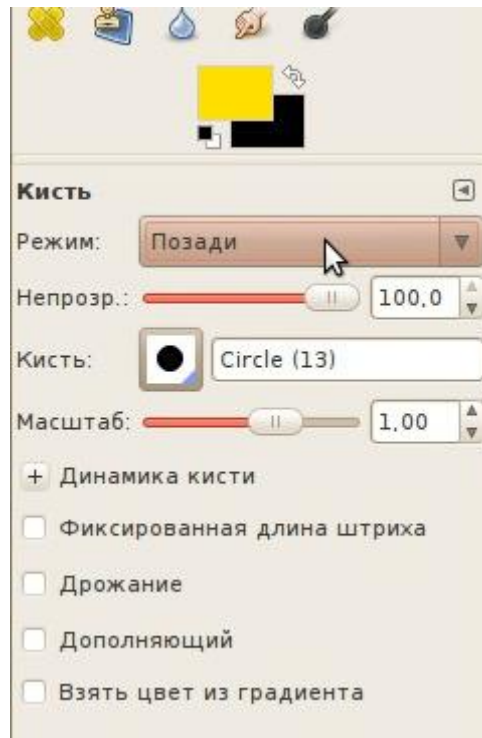 Кисть
Режим: Позади
Непрозр.: 100,0
Кисть: Circle (13)
Масштаб: 1,00
+ Динамика кисти
Фиксированная длина штриха
Дрожание
Дополняющий
Взять цвет из градиента